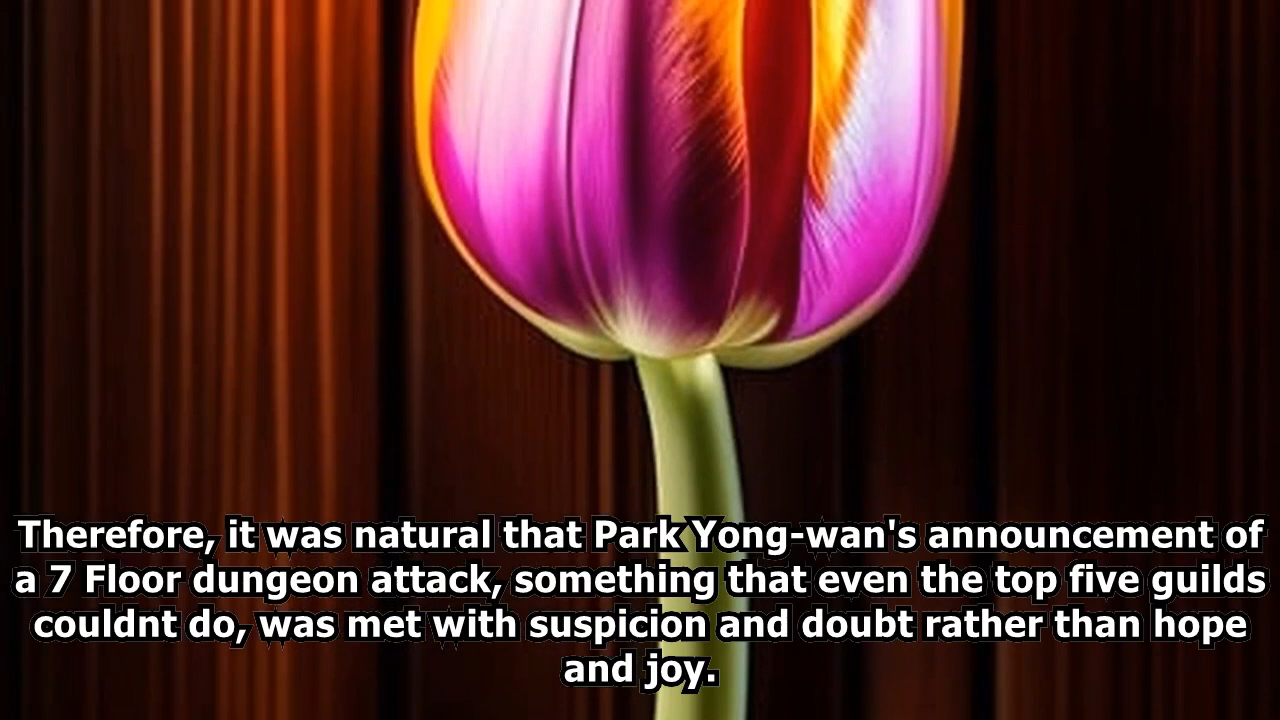 Therefore, it was natural that Park Yong-wan's announcement of
a 7 Floor dungeon attack, something that even the top five guilds
couldnt do, was met with suspicion and doubt rather than hope
and joy.